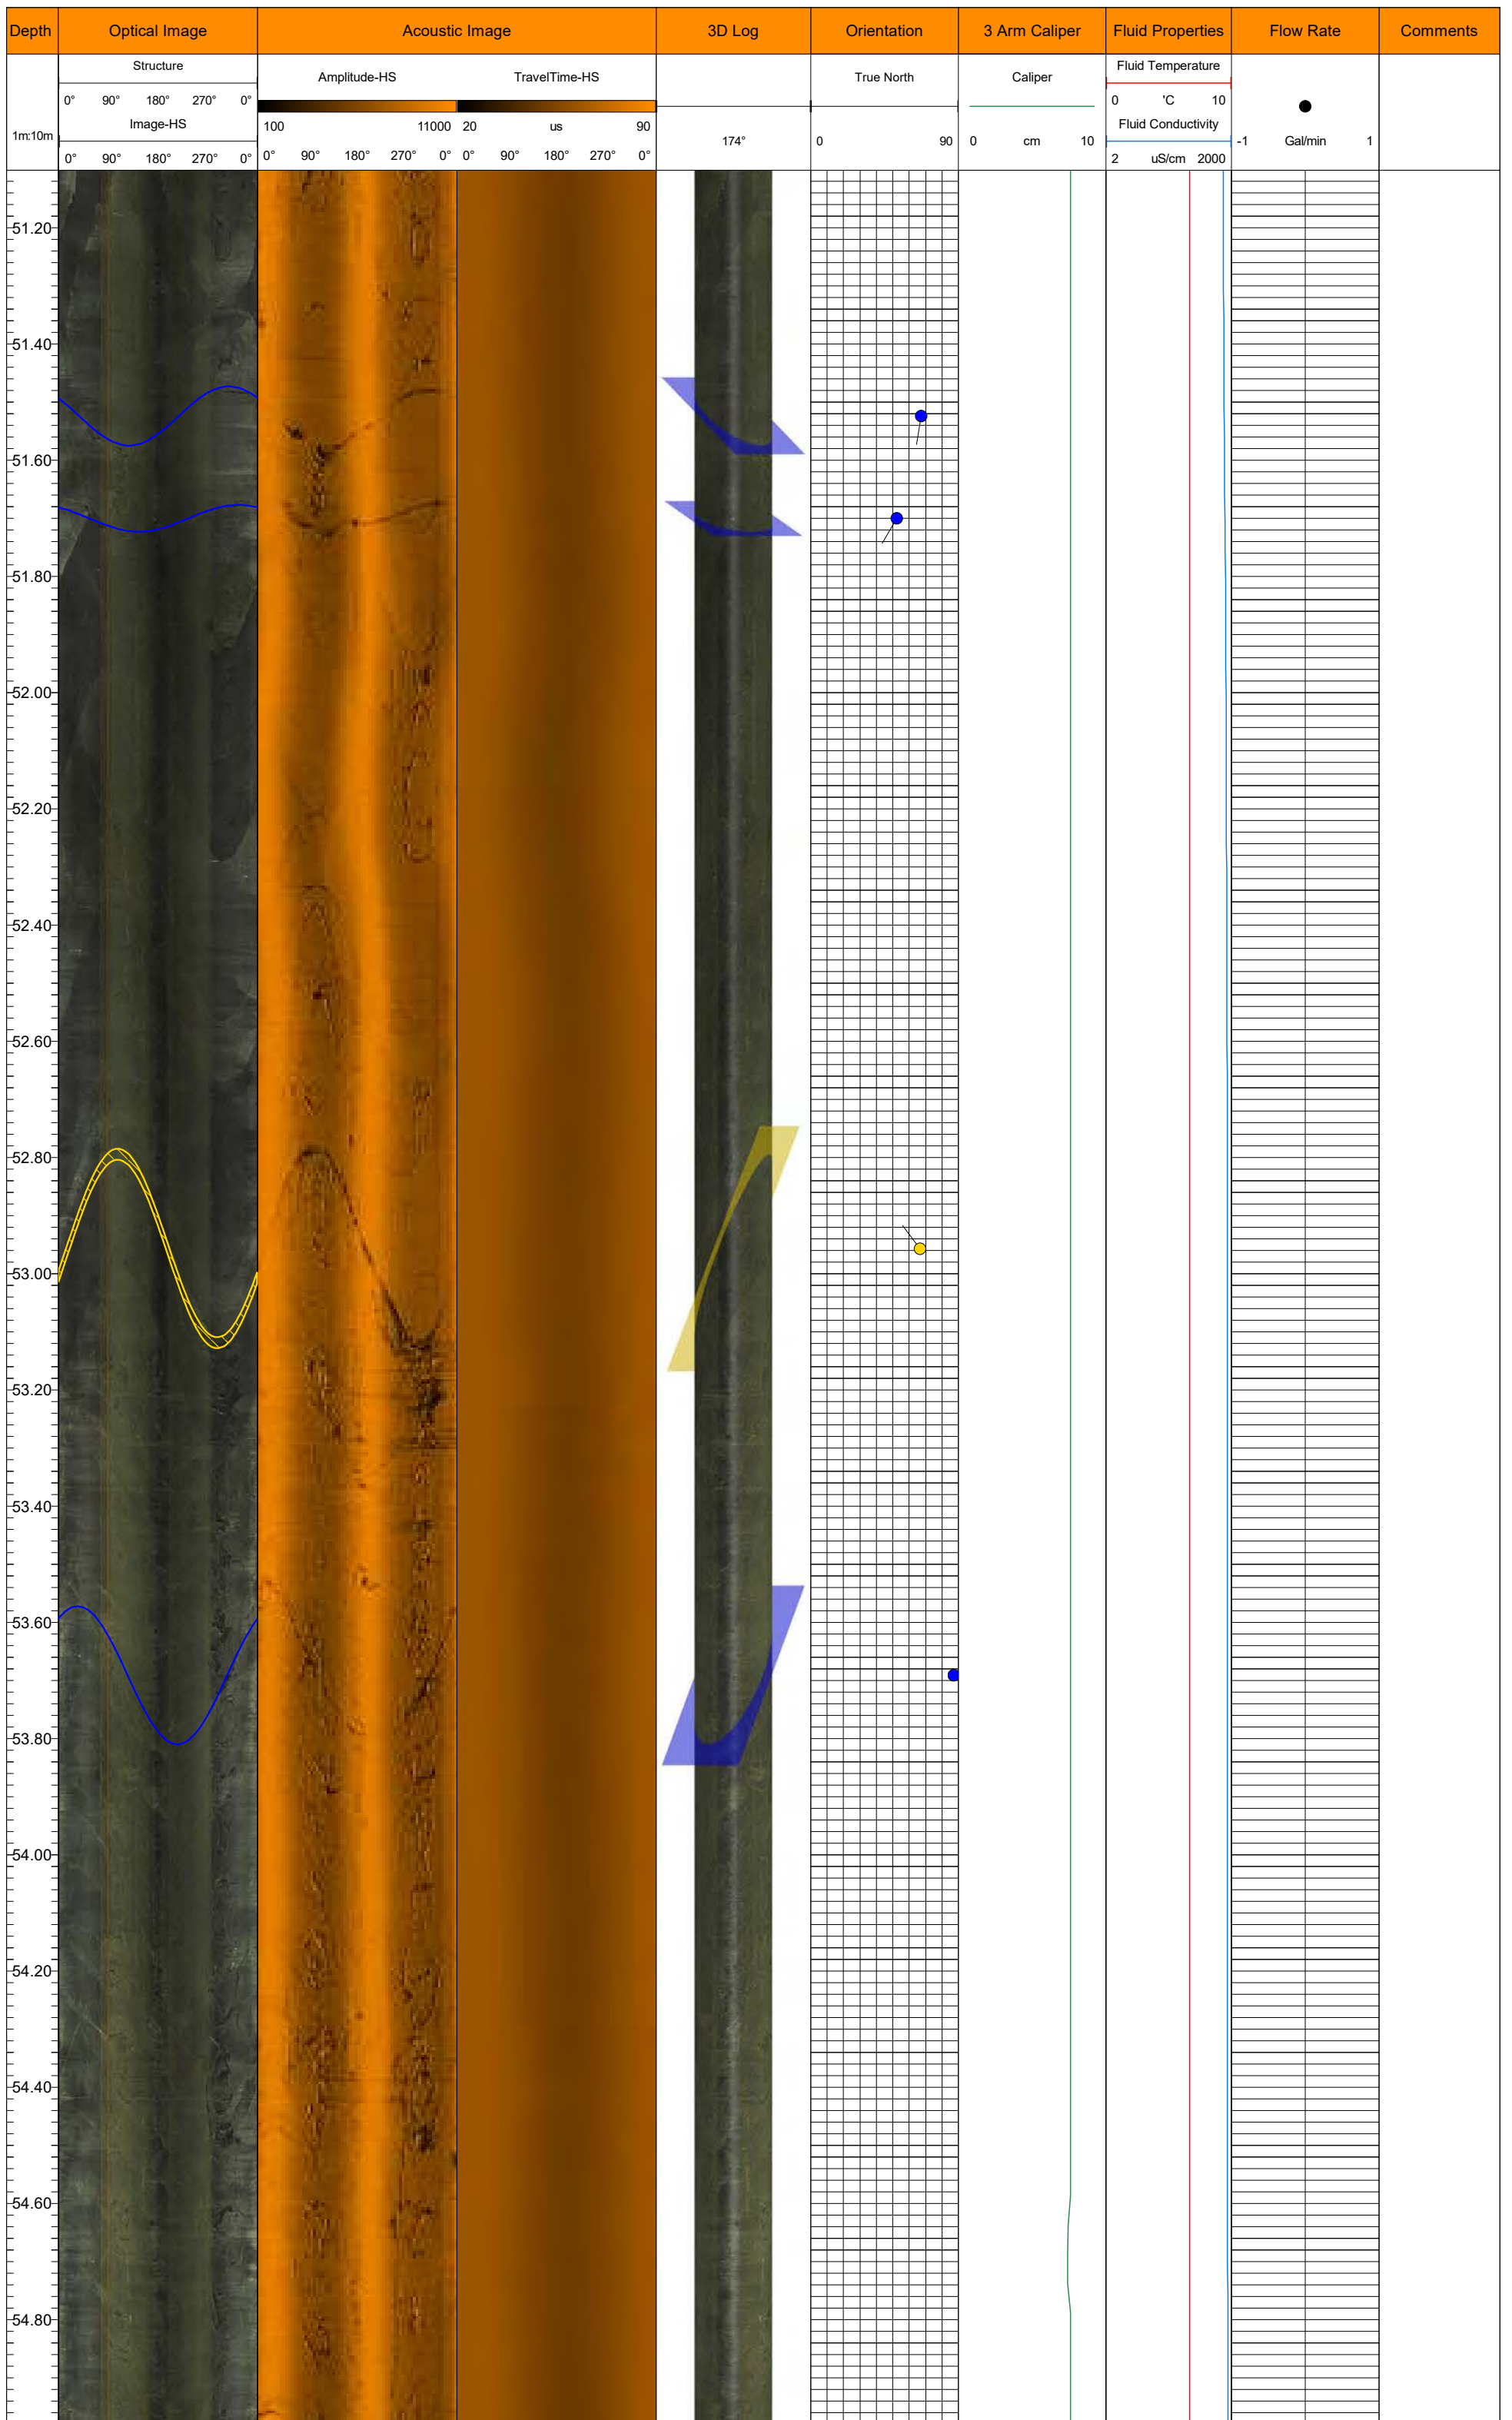 Depth Optical Image Acoustic Image 3D Log Orientation 3 Arm Caliper Fluid Properties Flow Rate Comments
1m:10m
Structure
0° 90° 180° 270° 0°
Image-HS
0° 90° 180° 270° 0°
Amplitude-HS
100 11000
0° 90° 180° 270° 0°
TravelTime-HS
20 us 90
0° 90° 180° 270° 0°
174°
True North
0 90
Caliper
0 cm 10
Fluid Temperature
0 'C 10
Fluid Conductivity
2 uS/cm 2000
-1 Gal/min 1
51.20
51.40
51.60
51.80
52.00
52.20
52.40
52.60
52.80
53.00
53.20
53.40
53.60
53.80
54.00
54.20
54.40
54.60
54.80